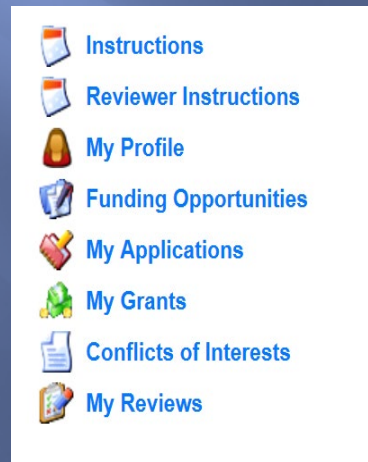 Instructions
Reviewer Instructions
My Profile
Funding Opportunities
My Applications
My Grants
Conflicts of Interests
My Reviews